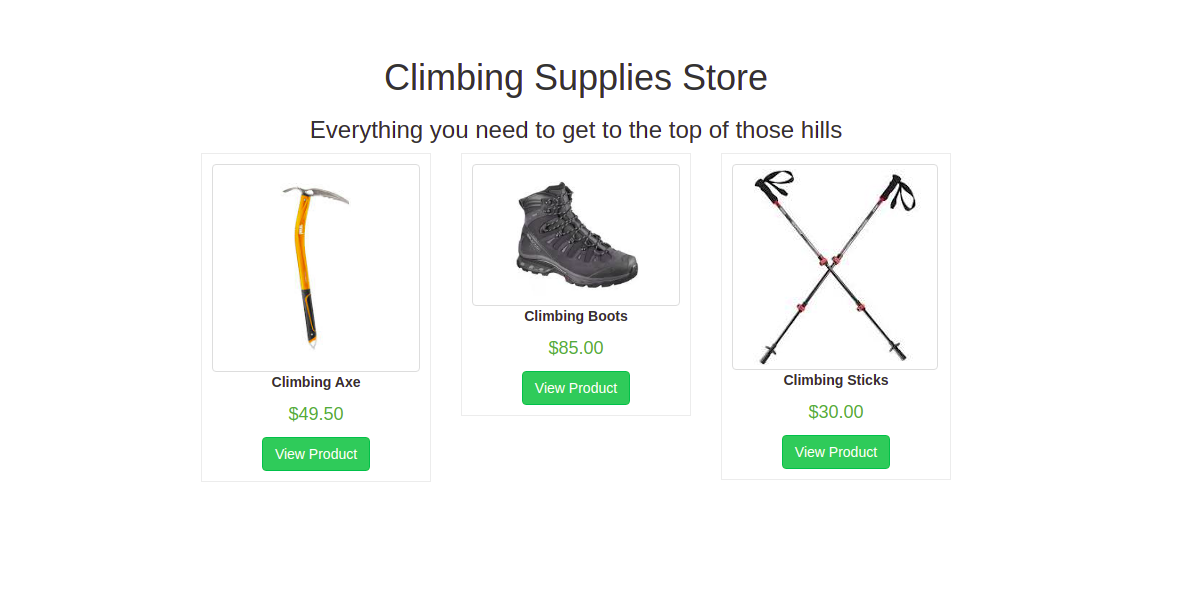 Climbing Supplies Store
Everything you need to get to the top of those hills
Climbing Axe
$49.50
View Product
Climbing Boots
$85.00
View Product
Climbing Sticks
$30.00
View Product